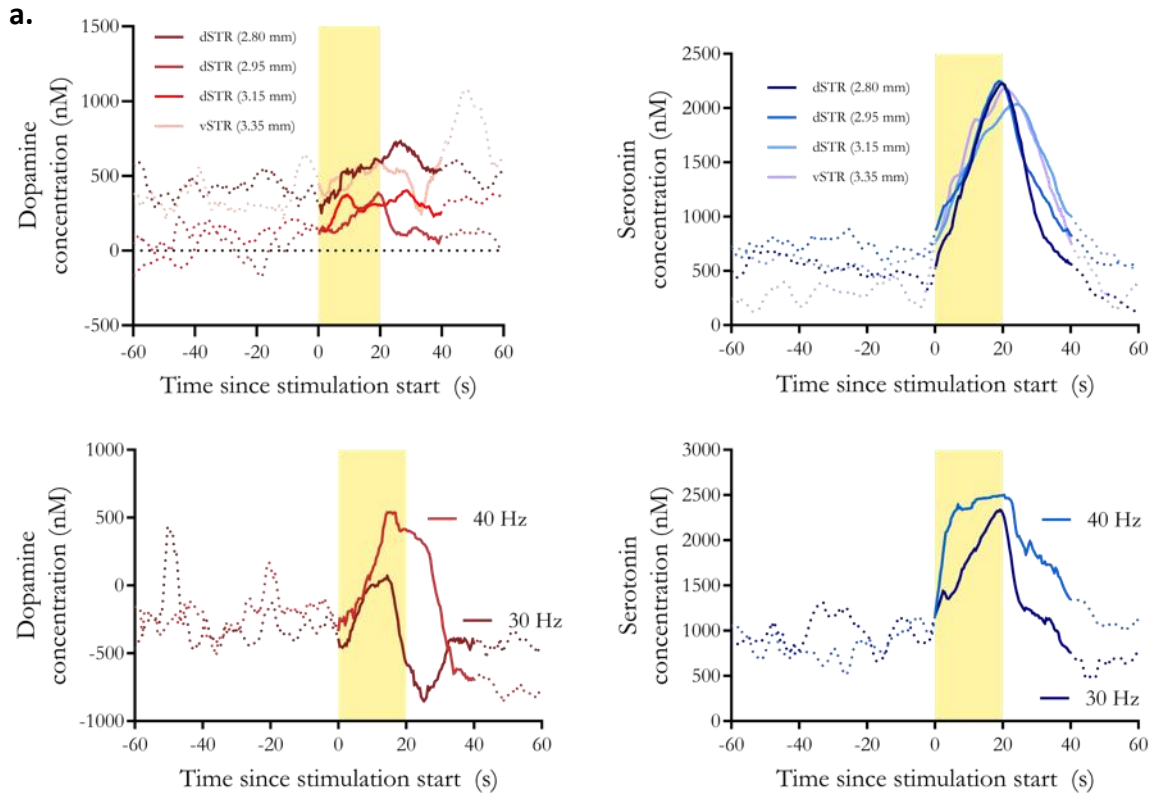 a.
1500
1000
500
0
-500
Dopamine
concentration (nM)
dSTR (2.80 mm)
dSTR (2.95 mm)
dSTR (3.15 mm)
vSTR (3.35 mm)
-60 -40 -20 0 20 40 60
Time since stimulation start (s)
2500
2000
1500
1000
500
0
Serotonin
concentration (nM)
dSTR (2.80 mm)
dSTR (2.95 mm)
dSTR (3.15 mm)
vSTR (3.35 mm)
-60 -40 -20 0 20 40 60
Time since stimulation start (s)
1000
500
0
-500
-1000
Dopamine
concentration (nM)
40 Hz
30 Hz
-60 -40 -20 0 20 40 60
Time since stimulation start (s)
3000
2500
2000
1500
1000
500
0
Serotonin
concentration (nM)
40 Hz
30 Hz
-60 -40 -20 0 20 40 60
Time since stimulation start (s)